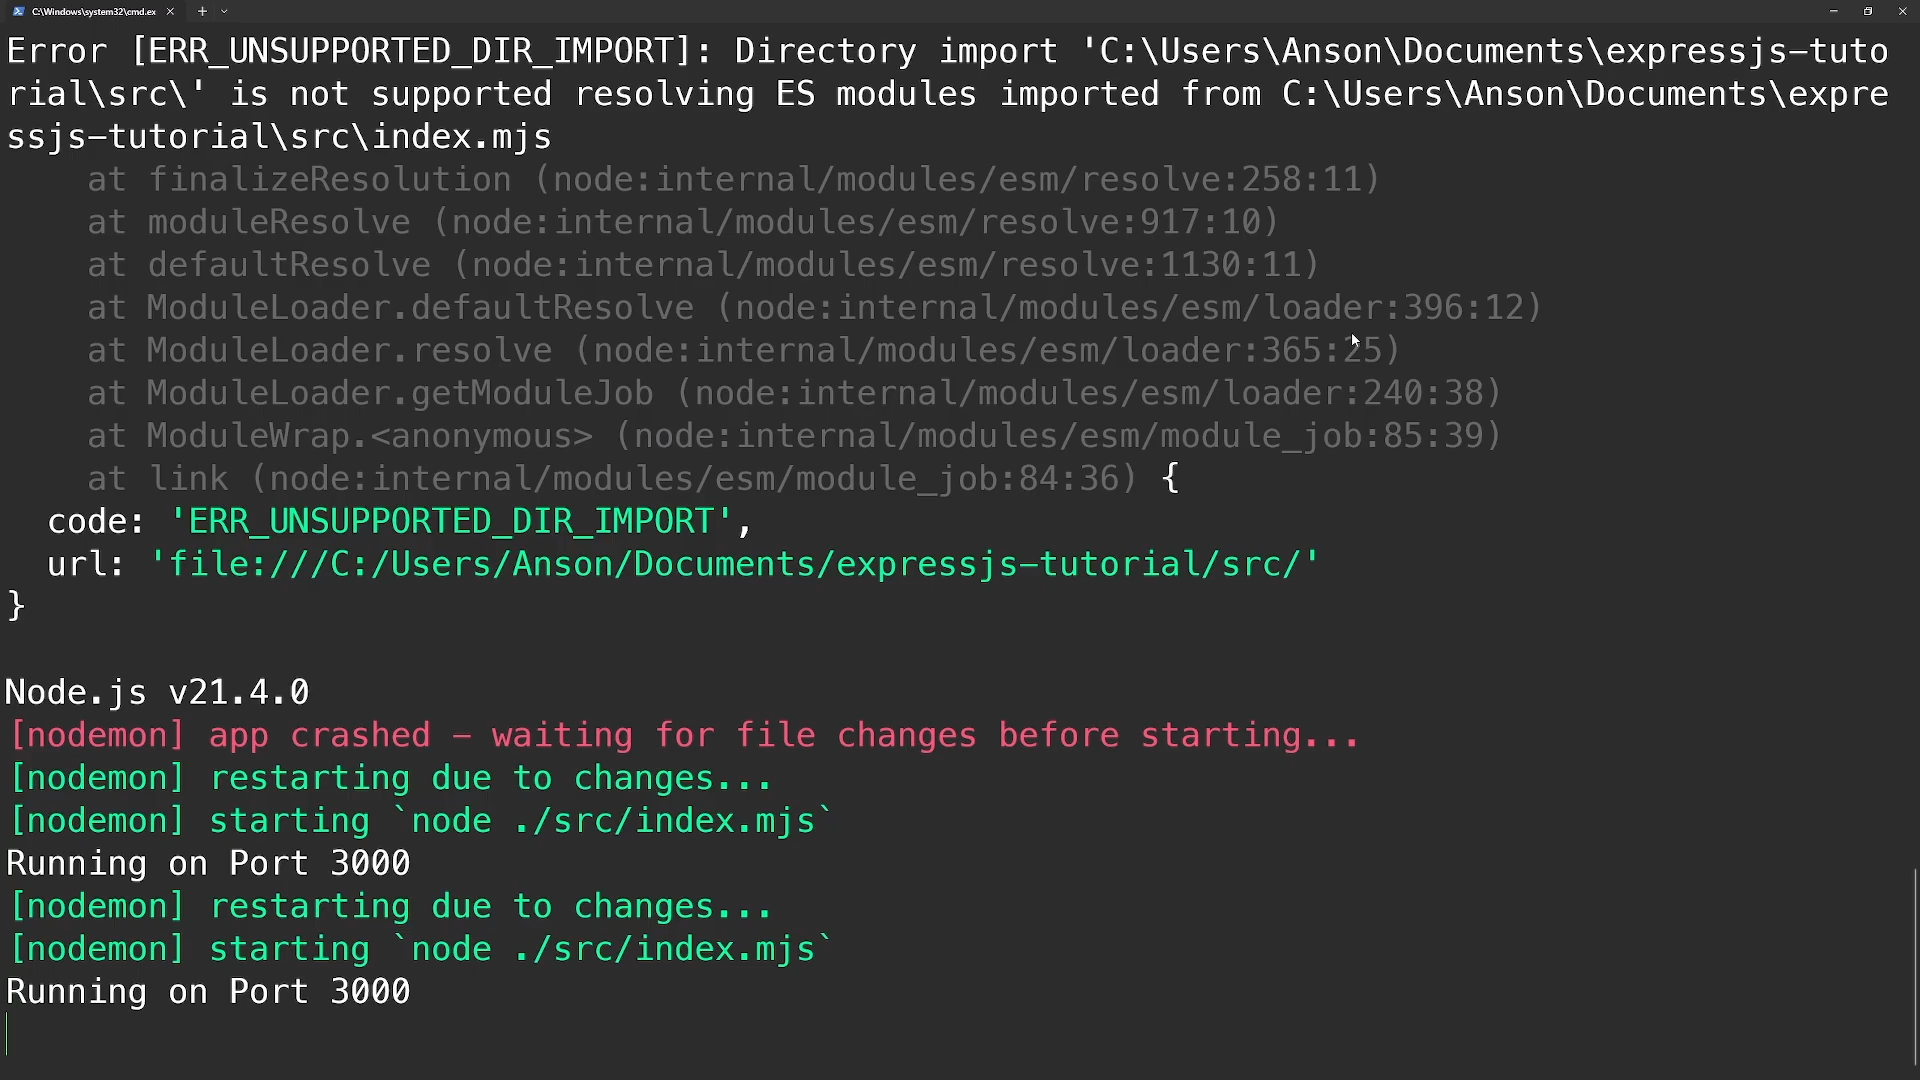 C:\Windows\system32\cmd.ex
Error [ERR_UNSUPPORTED_DIR_IMPORT]: Directory import 'C:\Users\Anson\Documents\expressjs-tuto
rial\src\' is not supported resolving ES modules imported from C:\Users\Anson\Documents\expre
ssjs-tutorial\src\index.mjs
    at finalizeResolution (node:internal/modules/esm/resolve:258:11)
    at moduleResolve (node:internal/modules/esm/resolve:917:10)
    at defaultResolve (node:internal/modules/esm/resolve:1130:11)
    at ModuleLoader.defaultResolve (node:internal/modules/esm/loader:396:12)
    at ModuleLoader.resolve (node:internal/modules/esm/loader:365:25)
    at ModuleLoader.getModuleJob (node:internal/modules/esm/loader:240:38)
    at ModuleWrap.<anonymous> (node:internal/modules/esm/module_job:85:39)
    at link (node:internal/modules/esm/module_job:84:36) {
  code: 'ERR_UNSUPPORTED_DIR_IMPORT',
  url: 'file:///C:/Users/Anson/Documents/expressjs-tutorial/src/'
}
Node.js v21.4.0
[nodemon] app crashed - waiting for file changes before starting...
[nodemon] restarting due to changes...
[nodemon] starting `node ./src/index.mjs`
Running on Port 3000
[nodemon] restarting due to changes...
[nodemon] starting `node ./src/index.mjs`
Running on Port 3000